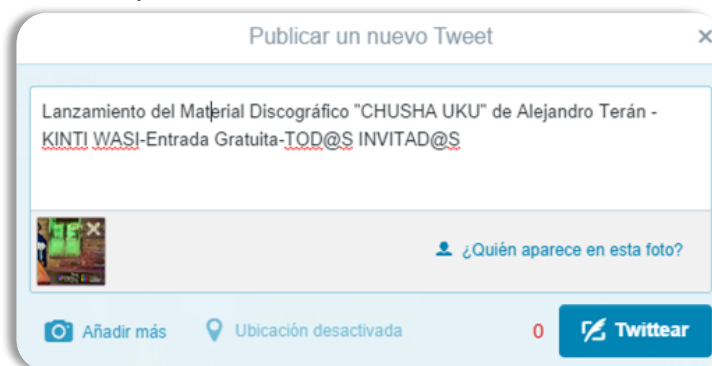 Publicar un nuevo Tweet
Lanzamiento del Material Discográfico "CHUSHA UKU" de Alejandro Terán -
KINTI WASI-Entrada Gratuita-TOD@S INVITAD@S
¿Quién aparece en esta foto?
Añadir más
Ubicación desactivada
0
Twittear